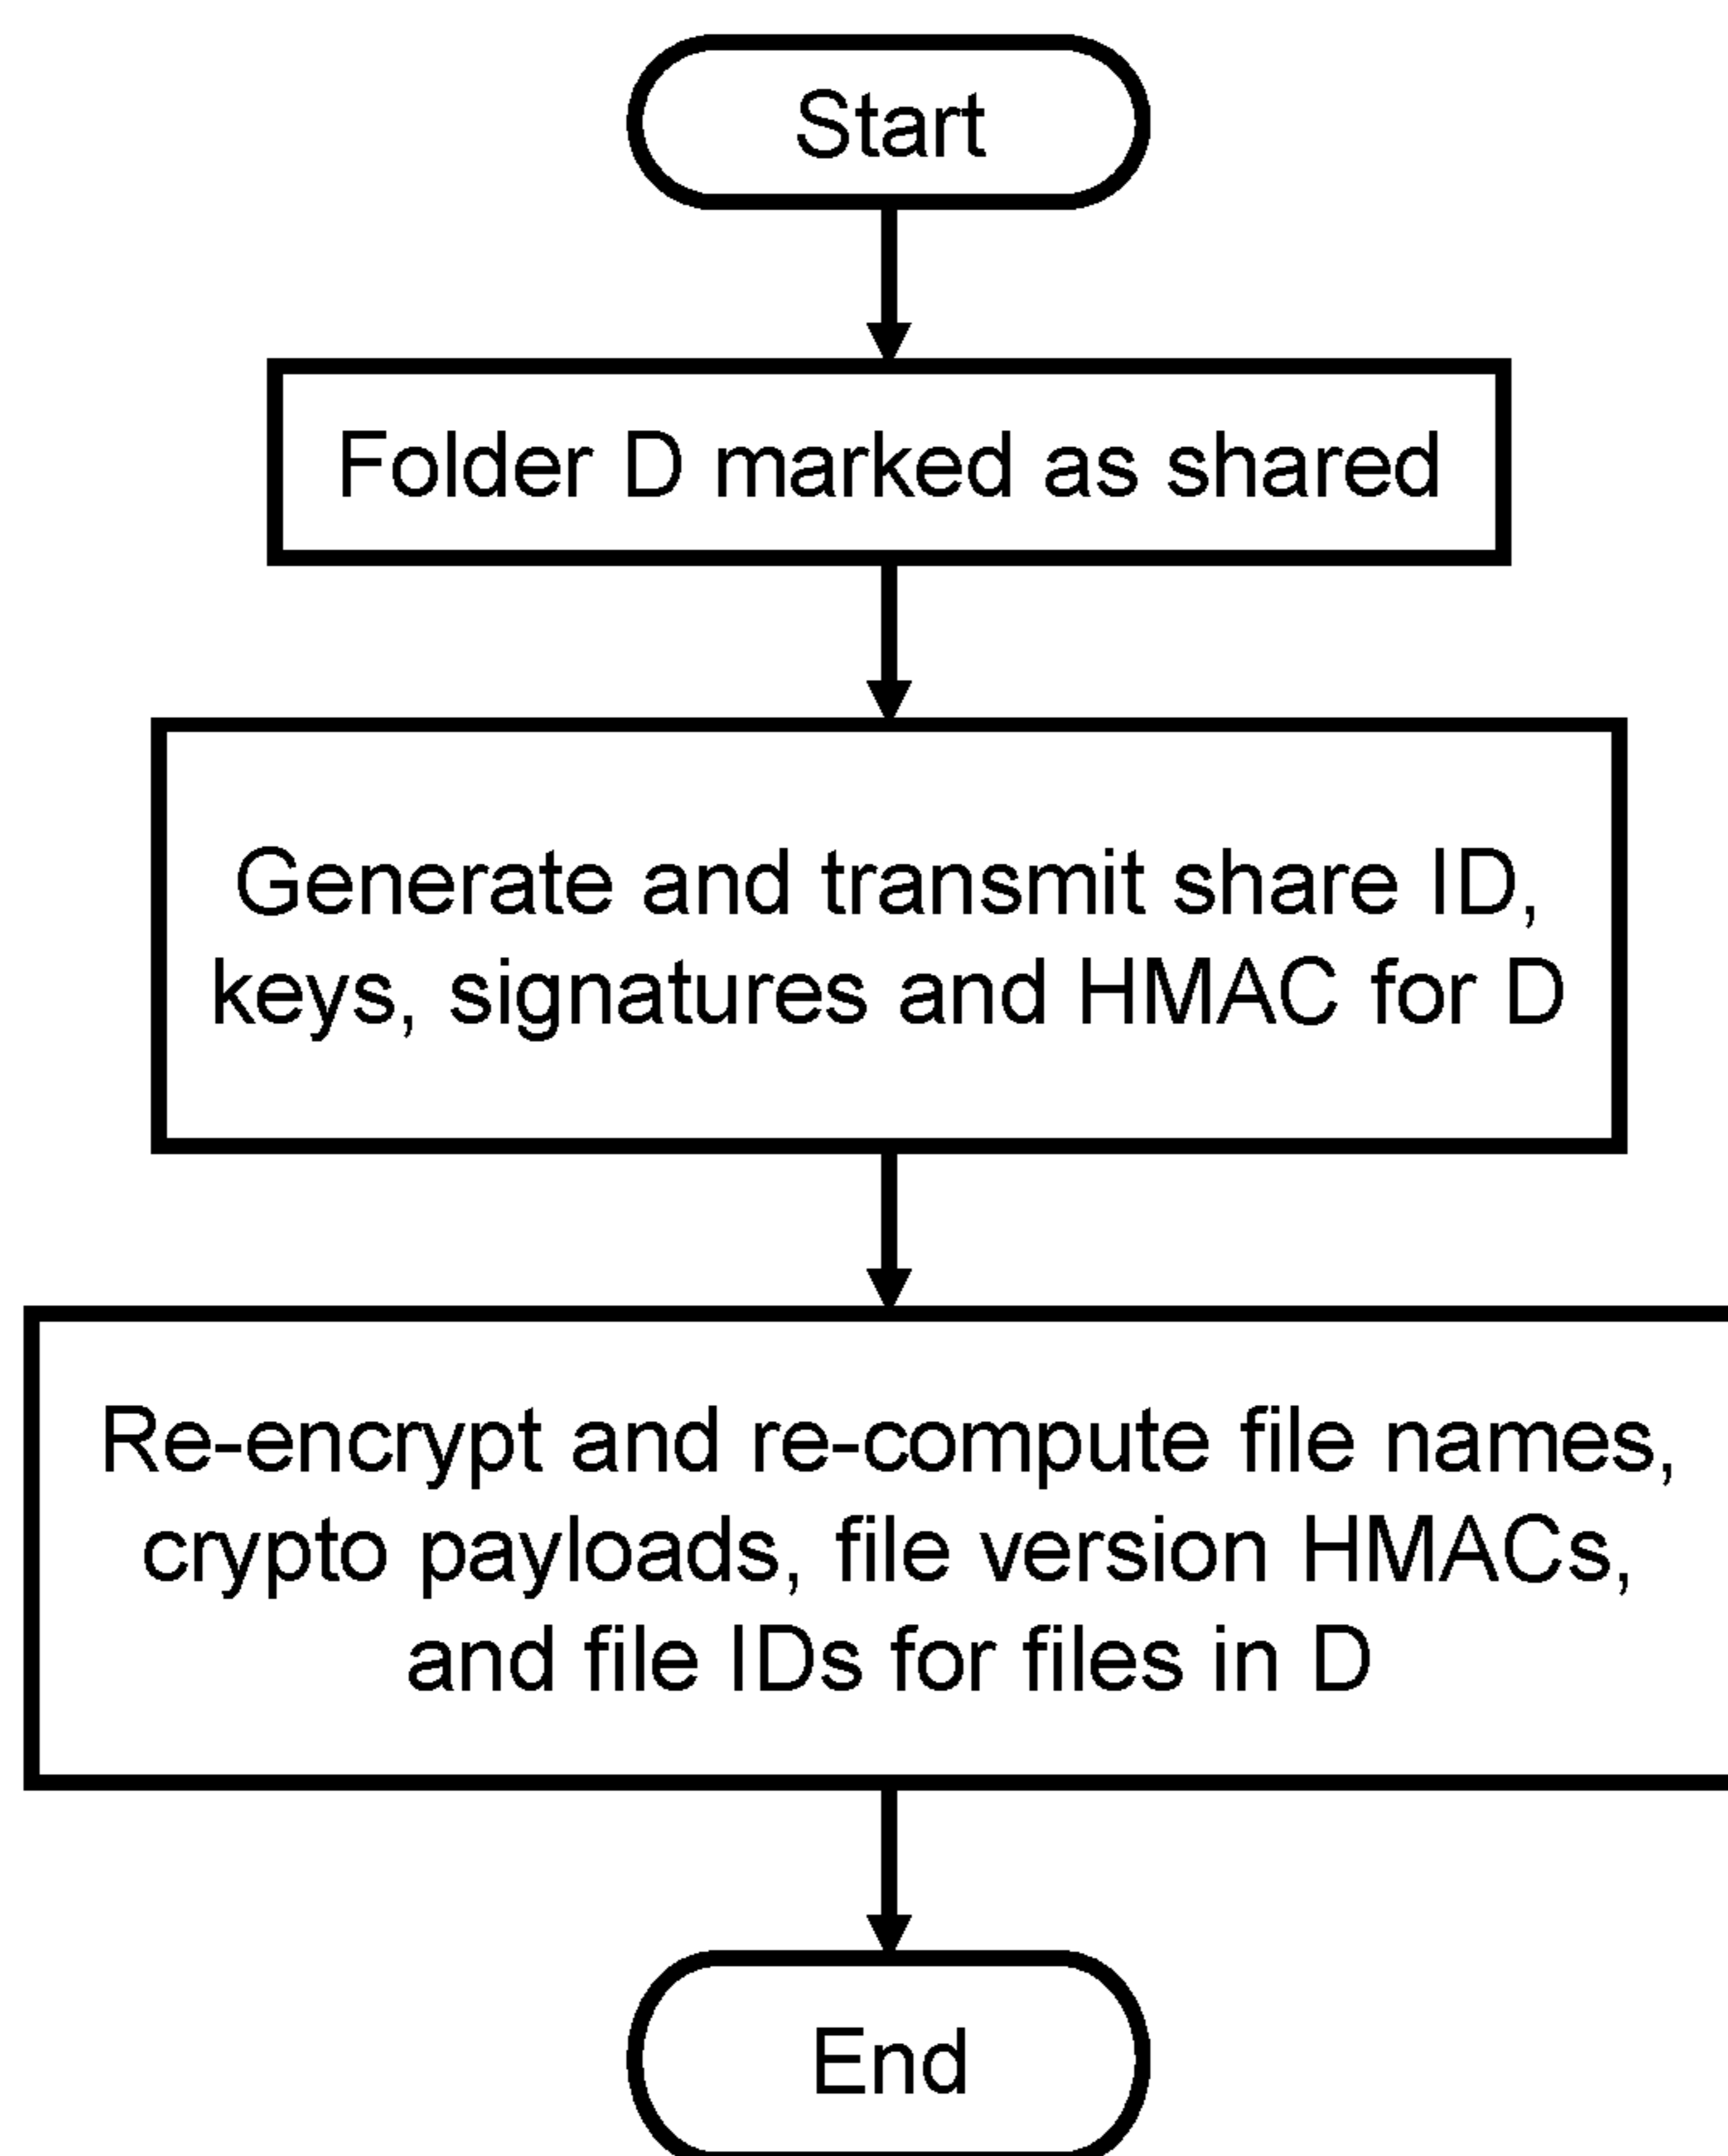 Start
Folder D marked as shared
Generate and transmit share ID,
keys, signatures and HMAC for D
Re-encrypt and re-compute file names,
crypto payloads, file version HMACs,
and file IDs for files in D
End